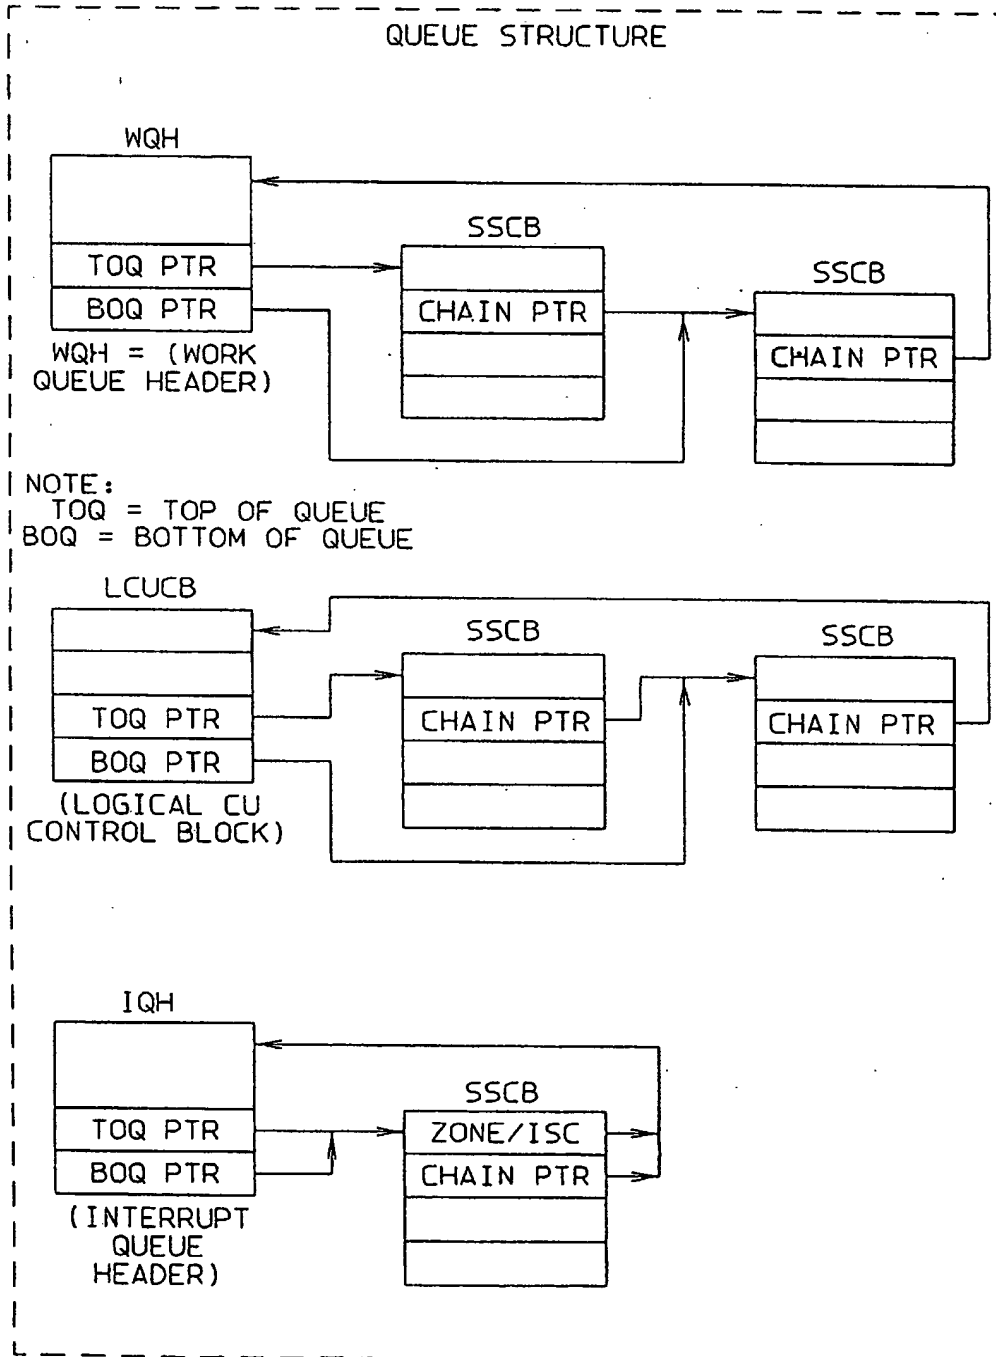 QUEUE STRUCTURE
WQH
TOQ PTR
BOQ PTR
WQH = (WORK
QUEUE HEADER)
SSCB
CHAIN PTR
SSCB
CHAIN PTR
NOTE:
TOQ = TOP OF QUEUE
BOQ = BOTTOM OF QUEUE
LCUCB
TOQ PTR
BOQ PTR
(LOGICAL CU
CONTROL BLOCK)
SSCB
CHAIN PTR
SSCB
CHAIN PTR
IQH
TOQ PTR
BOQ PTR
(INTERRUPT
QUEUE
HEADER)
SSCB
ZONE/ISC
CHAIN PTR